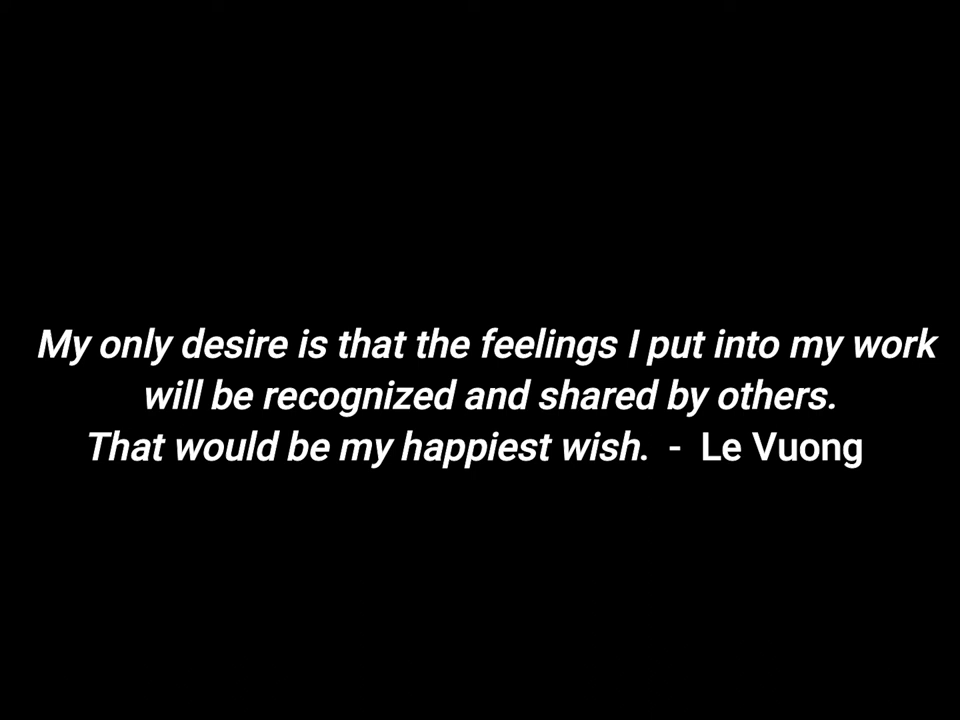 My only desire is that the feelings I put into my work
will be recognized and shared by others.
That would be my happiest wish. - Le Vuong